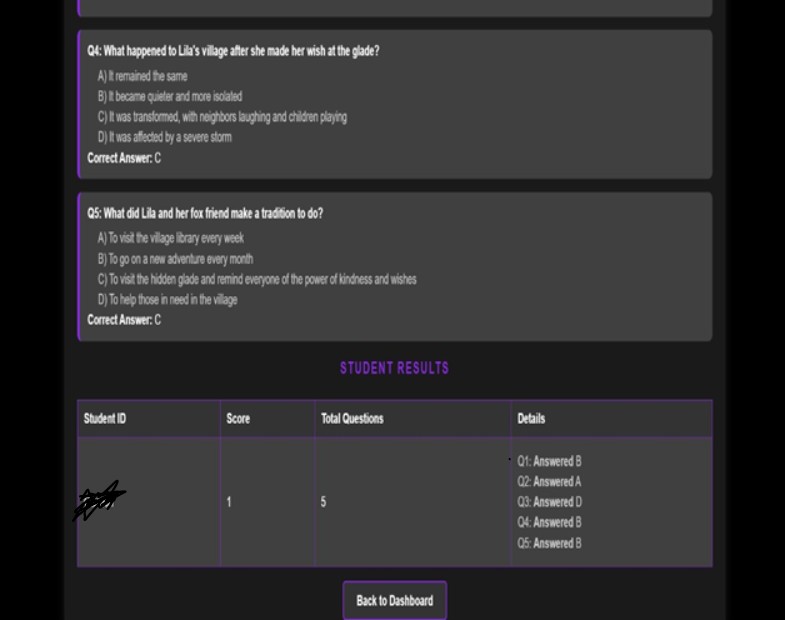 Q4: What happened to Lila's village after she made her wish at the glade?
A) It remained the same
B) It became quieter and more isolated
C) It was transformed, with neighbors laughing and children playing
D) It was affected by a severe storm
Correct Answer: C
Q5: What did Lila and her fox friend make a tradition to do?
A) To visit the village library every week
B) To go on a new adventure every month
C) To visit the hidden glade and remind everyone of the power of kindness and wishes
D) To help those in need in the village
Correct Answer: C
STUDENT RESULTS
Student ID Score Total Questions Details
1 5
Q1: Answered B
Q2: Answered A
Q3: Answered D
Q4: Answered B
Q5: Answered B
Back to Dashboard